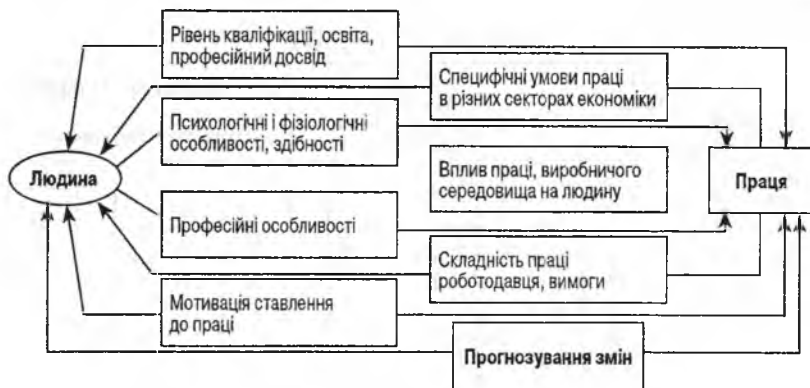 Рівень кваліфікації, освіта,
професійний досвід
Специфічні умови праці
в різних секторах економіки
Психологічні і фізіологічні
особливості, здібності
Людина
Вплив праці, виробничого
середовища на людину
Праця
Професійні особливості
Складність праці
роботодавця, вимоги
Мотивація ставлення
до праці
Прогнозування змін